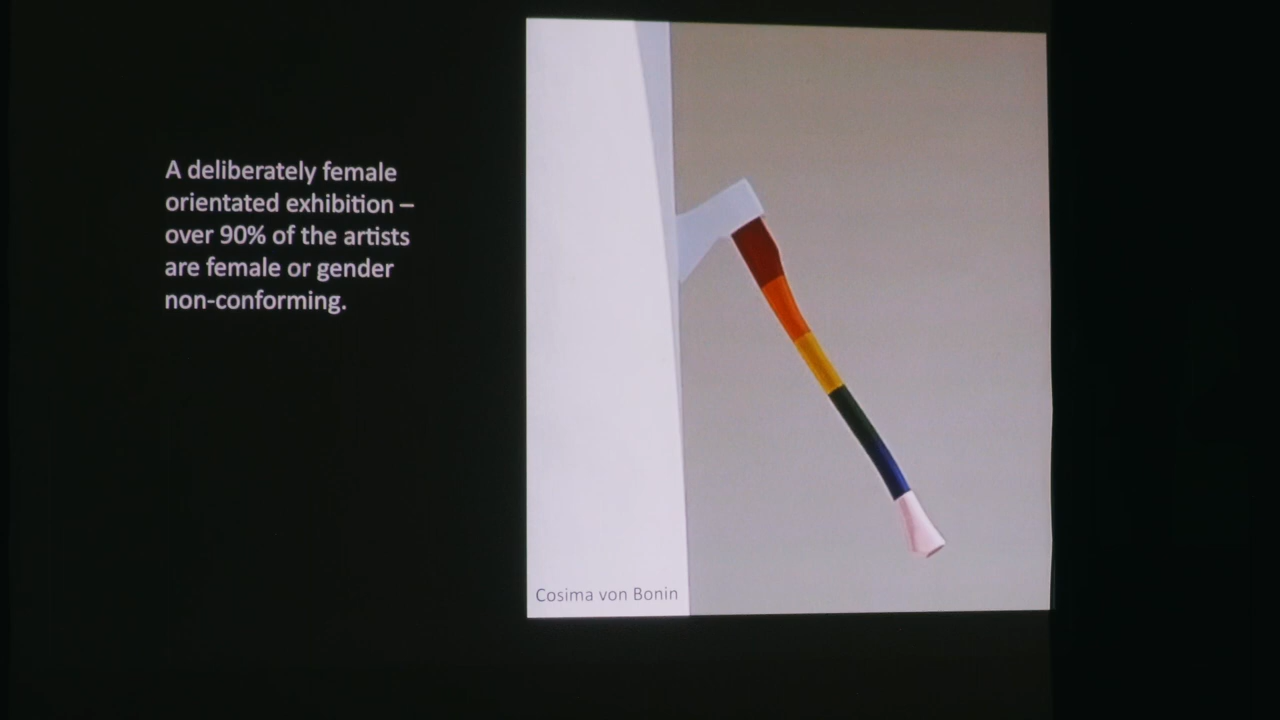 A deliberately female
orientated exhibition –
over 90% of the artists
are female or gender
non-conforming.
Cosima von Bonin